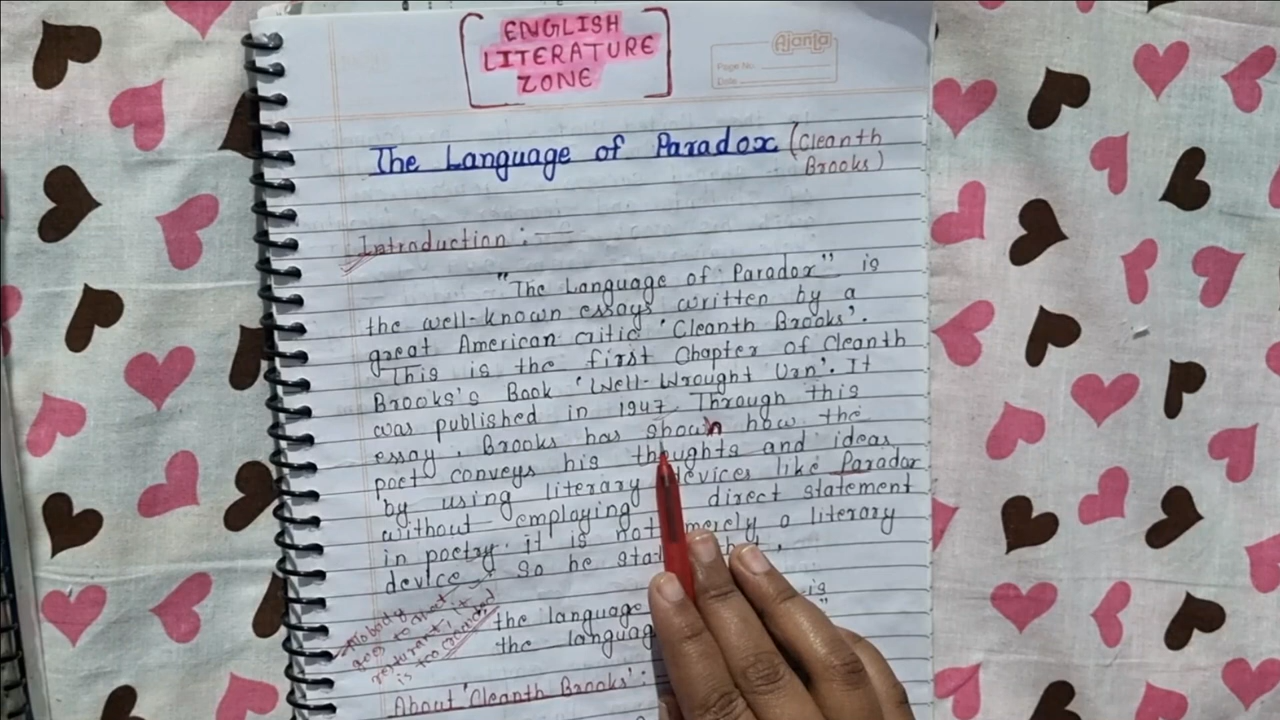 ENGLISH
LITERATURE
ZONE
Ajanta
Page No.
Date
The Language of Paradox (Cleanth
Brooks)
Introduction :—
"The Language of Paradox" is
the well-known essays written by a
great American critic 'Cleanth Brooks'.
This is the first Chapter of Cleanth
Brooks's Book 'Well-Wrought Urn'. It
was published in 1947. Through this
essay. Brooks has shown how the
poet conveys his thoughts and ideas
by using literary devices like Paradox
without employing direct statement
in poetry. it is not merely a literary
device. So he
the language is
the
Nobody
goes to
restaurant, it
is too crowded
About 'Cleanth Brooks' :